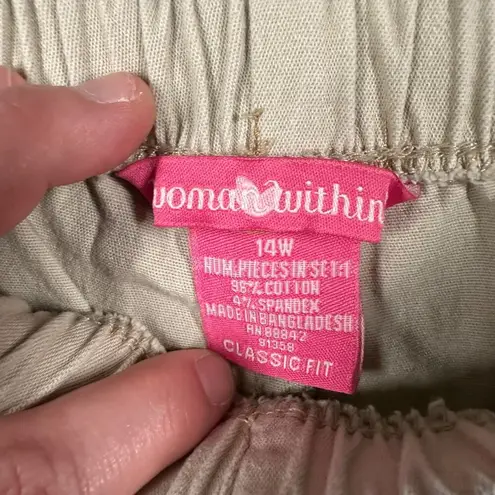 woman within
14W
NUM.PIECES IN SET:1
96% COTTON
4% SPANDEX
MADE IN BANGLADESH
RN 88842
81358
CLASSIC FIT